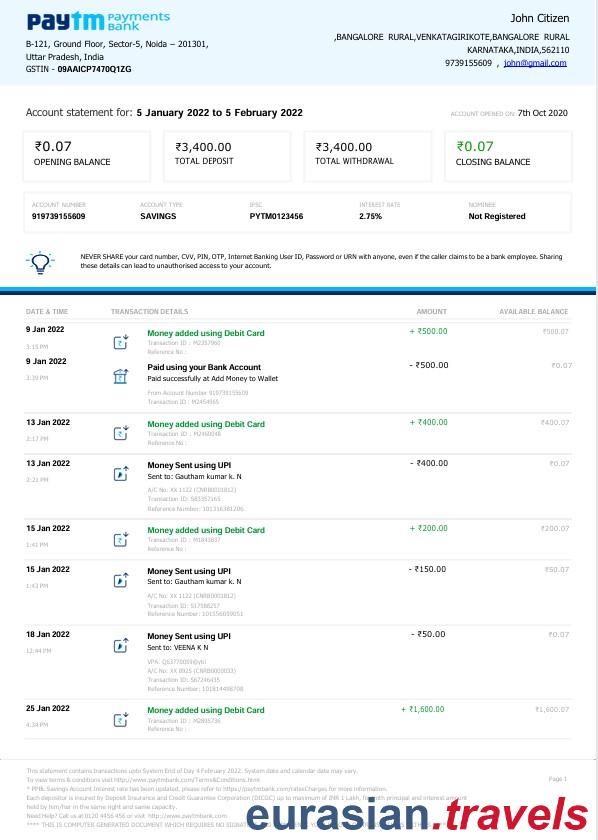 paytm Payments Bank
B-121, Ground Floor, Sector-5, Noida – 201301,
Uttar Pradesh, India
GSTIN - 09AAICP7470Q1ZG
John Citizen
,BANGALORE RURAL,VENKATAGIRIKOTE,BANGALORE RURAL
KARNATAKA,INDIA,562110
9739155609 , john@gmail.com
Account statement for: 5 January 2022 to 5 February 2022
ACCOUNT OPENED ON: 7th Oct 2020
₹0.07 ₹3,400.00 ₹3,400.00 ₹0.07
OPENING BALANCE TOTAL DEPOSIT TOTAL WITHDRAWAL CLOSING BALANCE
ACCOUNT NUMBER ACCOUNT TYPE IFSC INTEREST RATE NOMINEE
919739155609 SAVINGS PYTM0123456 2.75% Not Registered
NEVER SHARE your card number, CVV, PIN, OTP, Internet Banking User ID, Password or URN with anyone, even if the caller claims to be a bank employee. Sharing
these details can lead to unauthorised access to your account.
DATE & TIME TRANSACTION DETAILS AMOUNT AVAILABLE BALANCE
9 Jan 2022 Money added using Debit Card + ₹500.00 ₹500.07
3:15 PM Transaction ID : M2357960
Reference No :
9 Jan 2022 Paid using your Bank Account - ₹500.00 ₹0.07
3:39 PM Paid successfully at Add Money to Wallet
From Account Number 919739155609
Transaction ID : M2454965
13 Jan 2022 Money added using Debit Card + ₹400.00 ₹400.07
2:17 PM Transaction ID : M2460048
Reference No :
13 Jan 2022 Money Sent using UPI - ₹400.00 ₹0.07
2:21 PM Sent to: Gautham kumar k. N
A/C No: XX 1122 (CNRB0001812)
Transaction ID: S83357165
Reference Number: 101316381206
15 Jan 2022 Money added using Debit Card + ₹200.00 ₹200.07
1:41 PM Transaction ID : M1843837
Reference No :
15 Jan 2022 Money Sent using UPI - ₹150.00 ₹50.07
1:43 PM Sent to: Gautham kumar k. N
A/C No: XX 1122 (CNRB0001812)
Transaction ID: S17588257
Reference Number: 101556059051
18 Jan 2022 Money Sent using UPI - ₹50.00 ₹0.07
12:44 PM Sent to: VEENA K N
A/C No: XX 8925 (CNRB0000033)
Transaction ID: S67246435
Reference Number: 101814498708
25 Jan 2022 Money added using Debit Card + ₹1,600.00 ₹1,600.07
4:34 PM Transaction ID : M2895736
Reference No :
This statement contains transactions upto System End of Day 4 February 2022. System date and calendar date may vary.
To view terms & conditions visit http://www.paytmbank.com/Terms&Conditions.html
Page 1
* PPBL Savings Account Interest rate has been updated, please refer to https://paytmbank.com/ratesCharges for more information.
Each depositor is insured by Deposit Insurance and Credit Guarantee Corporation (DICGC) up to maximum of INR 1 Lakh, for both principal and interest amount
held by him/her in the same right and same capacity.
Need Help? Call us at 0120 4456 456 or visit
**** THIS IS COMPUTER GENERATED DOCUMENT WHICH REQUIRES NO
eurasian.travels